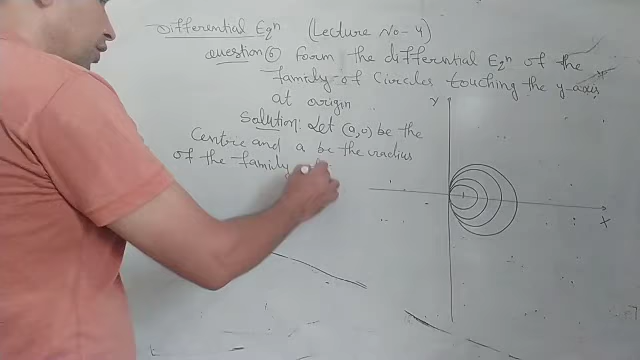 Differential Eqn (Lecture No-4)
question ⑥ Form the differential Eqn of the
family of Circles touching the y-axis
at origin
Solution: Let (a,0) be the
Centre and a be the radius
of the family
Y
X